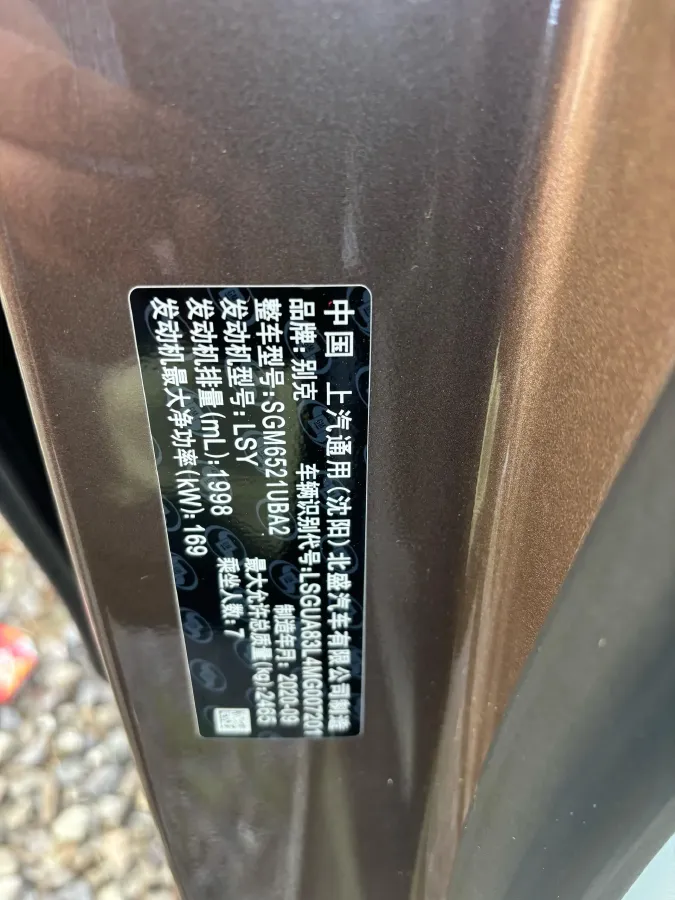 中国 上汽通用(沈阳)北盛汽车有限公司制造
品牌:别克 车辆识别代号:LSGUA83L4MG007201
整车型号:SGM6521UBA2 制造年月:2020-09
发动机型号:LSY 最大允许总质量(kg):2465
发动机排量(mL):1998 乘坐人数:7
发动机最大净功率(kW):169